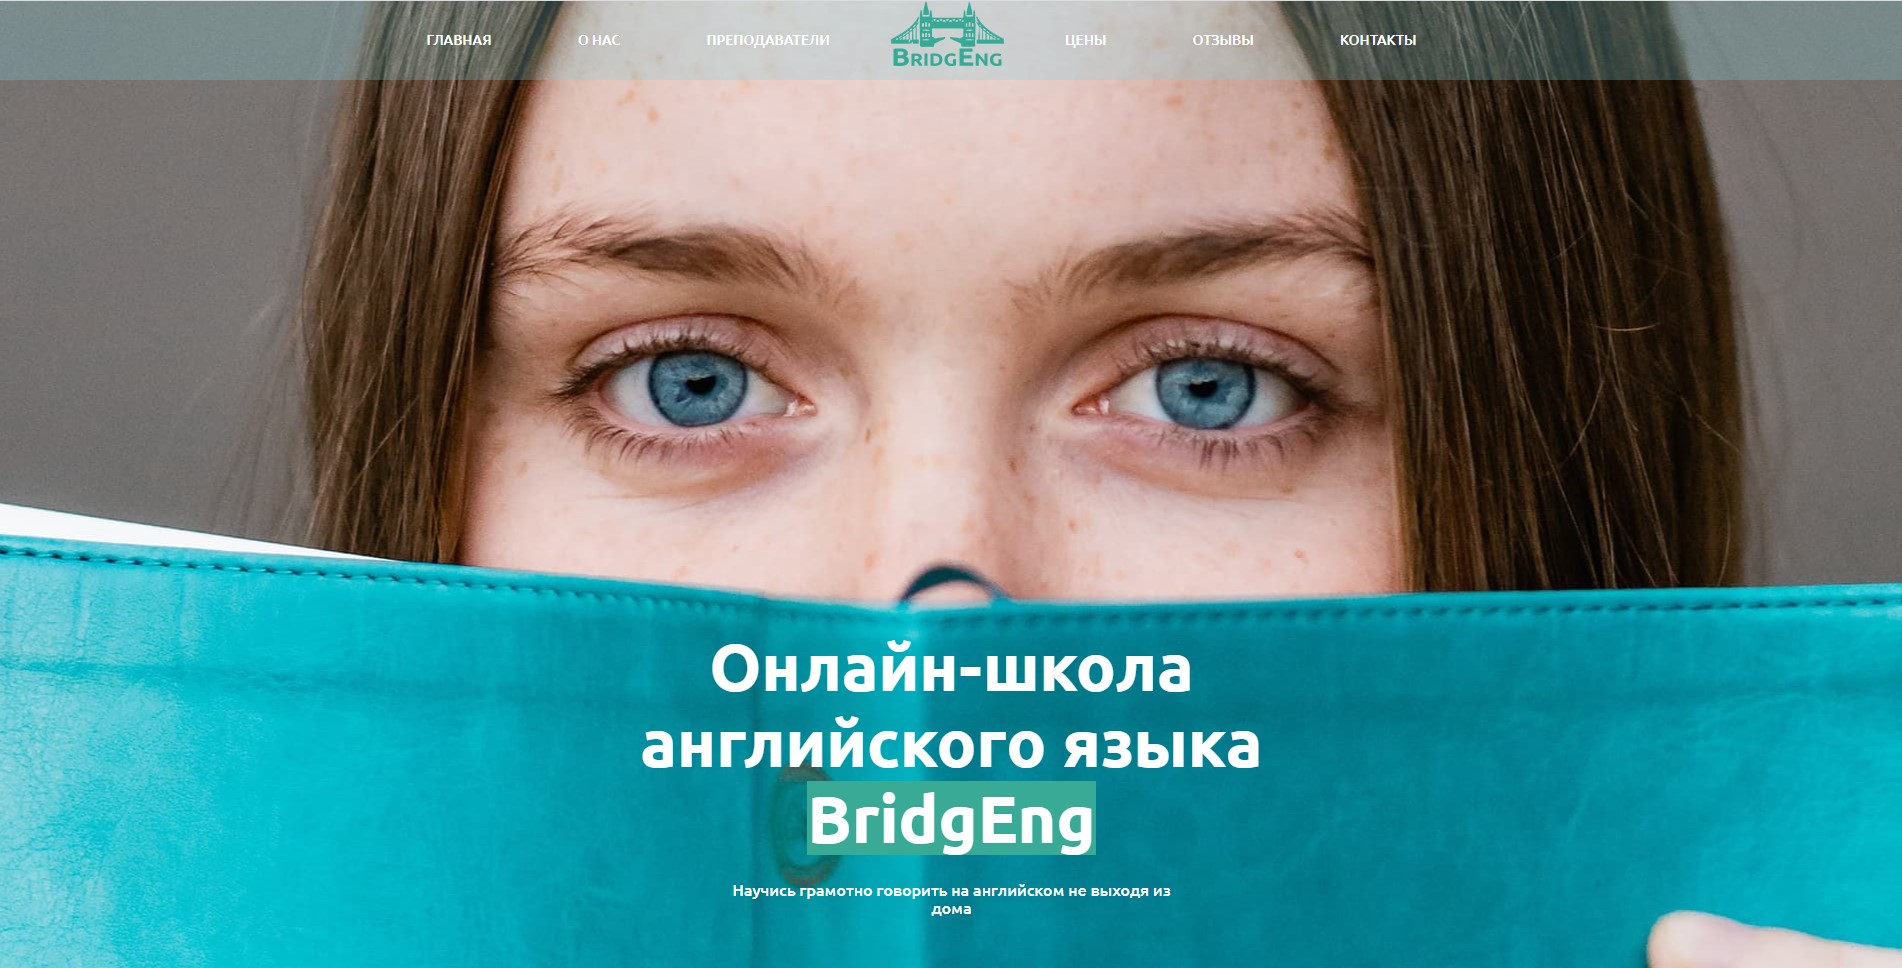 ГЛАВНАЯ
О НАС
ПРЕПОДАВАТЕЛИ
BRIDGENG
ЦЕНЫ
ОТЗЫВЫ
КОНТАКТЫ
Онлайн-школа
английского языка
BridgEng
Научись грамотно говорить на английском не выходя из
дома